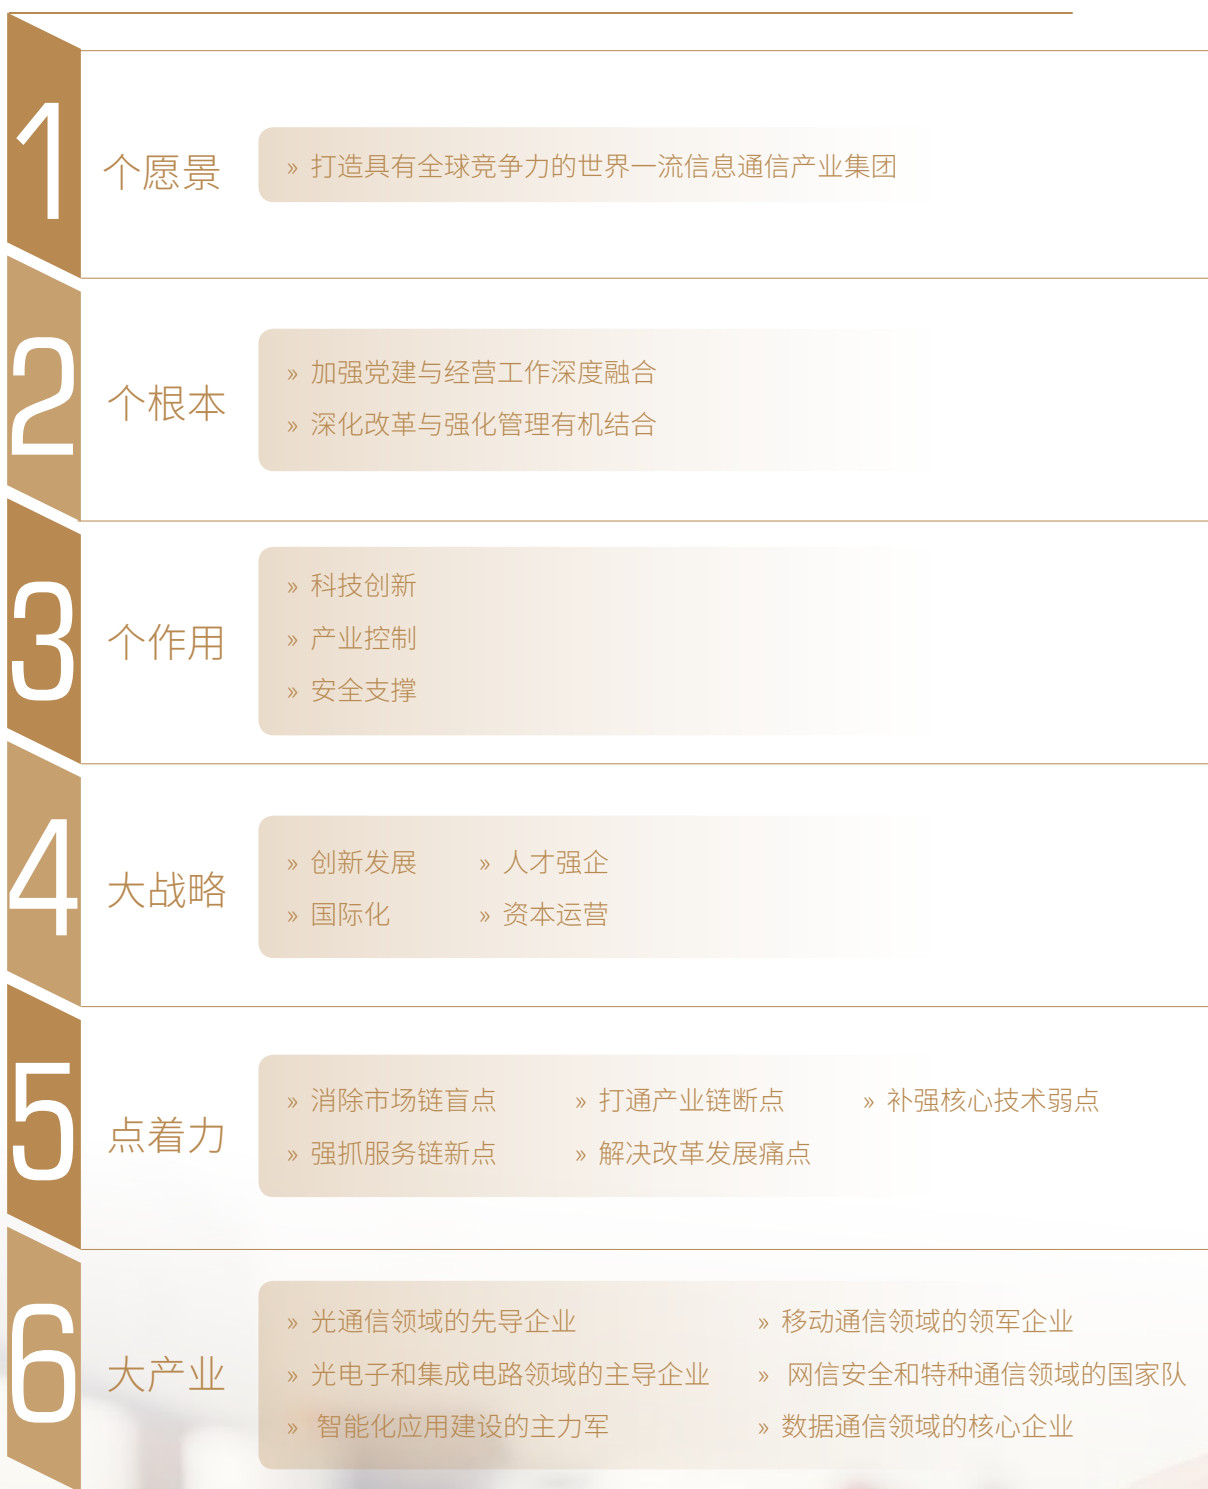 1
个愿景
» 打造具有全球竞争力的世界一流信息通信产业集团
2
个根本
» 加强党建与经营工作深度融合
» 深化改革与强化管理有机结合
3
个作用
» 科技创新
» 产业控制
» 安全支撑
4
大战略
» 创新发展 » 人才强企
» 国际化 » 资本运营
5
点着力
» 消除市场链盲点 » 打通产业链断点 » 补强核心技术弱点
» 强抓服务链新点 » 解决改革发展痛点
6
大产业
» 光通信领域的先导企业 » 移动通信领域的领军企业
» 光电子和集成电路领域的主导企业 » 网信安全和特种通信领域的国家队
» 智能化应用建设的主力军 » 数据通信领域的核心企业